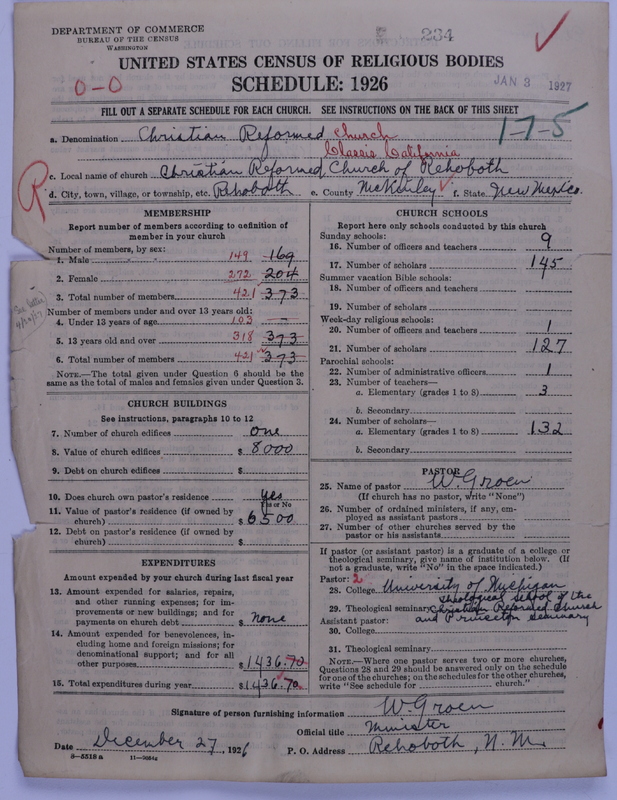 DEPARTMENT OF COMMERCE
BUREAU OF THE CENSUS
WASHINGTON
234
UNITED STATES CENSUS OF RELIGIOUS BODIES
SCHEDULE: 1926
0-0
JAN 3 1927
FILL OUT A SEPARATE SCHEDULE FOR EACH CHURCH. SEE INSTRUCTIONS ON THE BACK OF THIS SHEET
1-7-5
a. Denomination Christian Reformed Church
Classis California
c. Local name of church Christian Reformed Church of Rehoboth
R
d. City, town, village, or township, etc. Rehoboth e. County McKinley f. State New Mexico.
MEMBERSHIP
Report number of members according to definition of
member in your church
Number of members, by sex:
1. Male 149 169
2. Female 272 204
3. Total number of members 421 373
Number of members under and over 13 years old:
4. Under 13 years of age 103 —
5. 13 years old and over 318 373
6. Total number of members 421 373
NOTE.—The total given under Question 6 should be
same as the total of males and females given under Question 3.
See letter
CHURCH BUILDINGS
See instructions, paragraphs 10 to 12
7. Number of church edifices one
8. Value of church edifices $ 8000
9. Debt on church edifices $
10. Does church own pastor's residence yes
Yes or No
11. Value of pastor's residence (if owned by
church) $ 6500
12. Debt on pastor's residence (if owned by
church) $
EXPENDITURES
Amount expended by your church during last fiscal year
13. Amount expended for salaries, repairs,
and other running expenses; for im-
provements or new buildings; and for
payments on church debt $ none
14. Amount expended for benevolences, in-
cluding home and foreign missions; for
denominational support; and for all
other purposes $ 1436.70
15. Total expenditures during year $ 1436.70
CHURCH SCHOOLS
Report here only schools conducted by this church
Sunday schools:
16. Number of officers and teachers 9
17. Number of scholars 145
Summer vacation Bible schools:
18. Number of officers and teachers
19. Number of scholars
Week-day religious schools:
20. Number of officers and teachers 1
21. Number of scholars 127
Parochial schools:
22. Number of administrative officers 1
23. Number of teachers—
a. Elementary (grades 1 to 8) 3
b. Secondary
24. Number of scholars—
a. Elementary (grades 1 to 8) 132
b. Secondary
PASTOR
25. Name of pastor W. Groen
(If church has no pastor, write "None")
26. Number of ordained ministers, if any, em-
ployed as assistant pastors
27. Number of other churches served by the
pastor or his assistants
If pastor (or assistant pastor) is a graduate of a college or
theological seminary, give name of institution below. (If
not a graduate, write "No" in the space indicated.)
Pastor: 2
28. College University of Michigan
Theological School of the
29. Theological seminary Christian Reformed Church
Assistant pastor: and Princeton Seminary
30. College
31. Theological seminary
NOTE.—Where one pastor serves two or more churches,
Questions 28 and 29 should be answered only on the schedule
for one of the churches; on the schedules for the other churches,
write "See schedule for church."
Signature of person furnishing information W. Groen
Official title Minister
Date December 27, 1926 P. O. Address Rehoboth, N. M.
8-5518 a 11-3664g